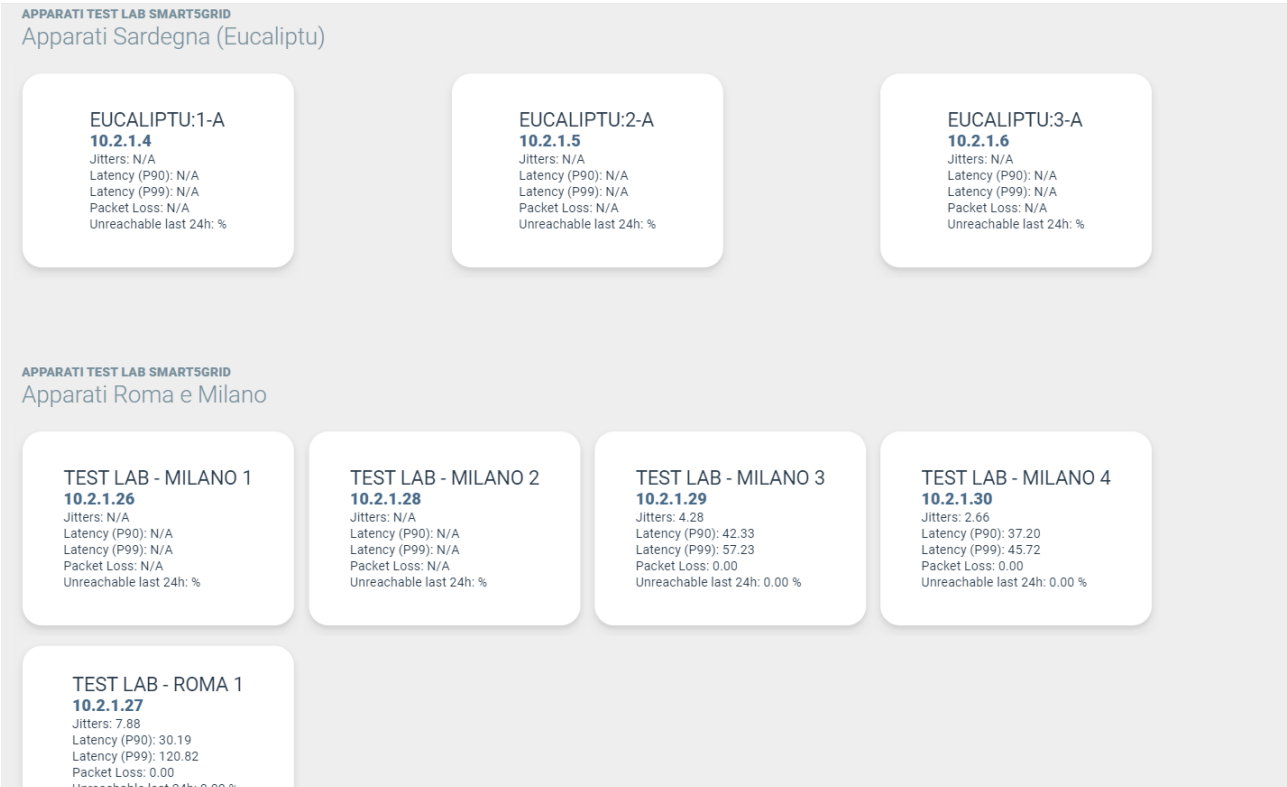 APPARATI TEST LAB SMART5GRID
Apparati Sardegna (Eucaliptu)
EUCALIPTU:1-A
10.2.1.4
Jitters: N/A
Latency (P90): N/A
Latency (P99): N/A
Packet Loss: N/A
Unreachable last 24h: %
EUCALIPTU:2-A
10.2.1.5
Jitters: N/A
Latency (P90): N/A
Latency (P99): N/A
Packet Loss: N/A
Unreachable last 24h: %
EUCALIPTU:3-A
10.2.1.6
Jitters: N/A
Latency (P90): N/A
Latency (P99): N/A
Packet Loss: N/A
Unreachable last 24h: %
APPARATI TEST LAB SMART5GRID
Apparati Roma e Milano
TEST LAB - MILANO 1
10.2.1.26
Jitters: N/A
Latency (P90): N/A
Latency (P99): N/A
Packet Loss: N/A
Unreachable last 24h: %
TEST LAB - MILANO 2
10.2.1.28
Jitters: N/A
Latency (P90): N/A
Latency (P99): N/A
Packet Loss: N/A
Unreachable last 24h: %
TEST LAB - MILANO 3
10.2.1.29
Jitters: 4.28
Latency (P90): 42.33
Latency (P99): 57.23
Packet Loss: 0.00
Unreachable last 24h: 0.00 %
TEST LAB - MILANO 4
10.2.1.30
Jitters: 2.66
Latency (P90): 37.20
Latency (P99): 45.72
Packet Loss: 0.00
Unreachable last 24h: 0.00 %
TEST LAB - ROMA 1
10.2.1.27
Jitters: 7.88
Latency (P90): 30.19
Latency (P99): 120.82
Packet Loss: 0.00
Unreachable last 24h: